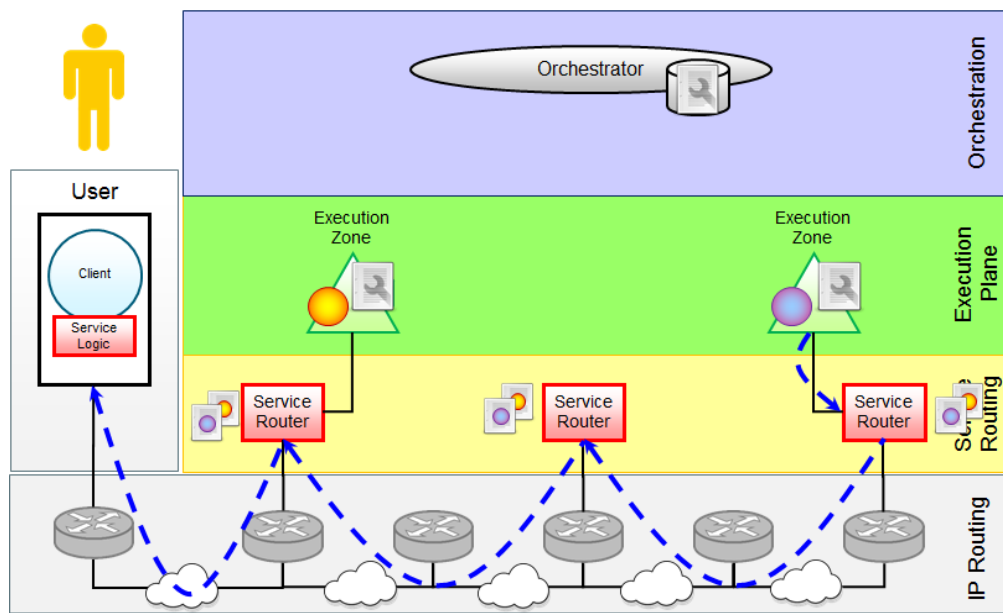 Orchestrator
Orchestration
User
Client
Service
Logic
Execution
Zone
Execution
Zone
Execution
Plane
Service
Router
Service
Router
Service
Router
Routing
IP Routing